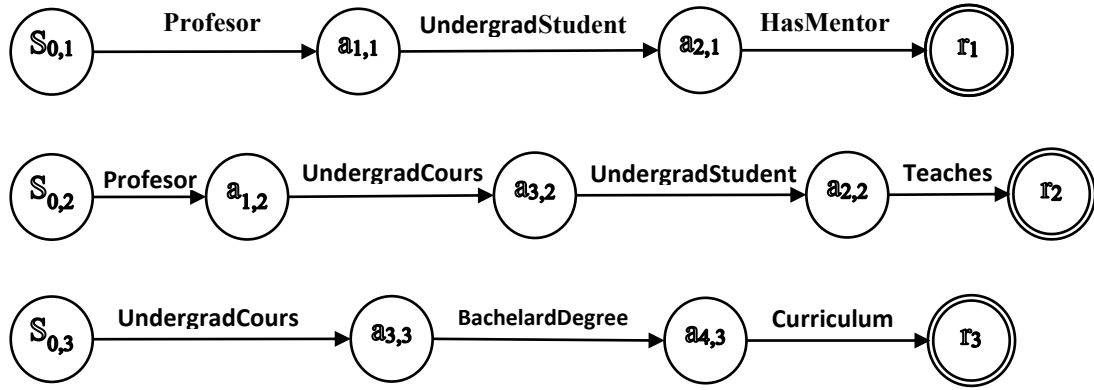 S0,1 Profesor a1,1 UndergradStudent a2,1 HasMentor r1
S0,2 Profesor a1,2 UndergradCours a3,2 UndergradStudent a2,2 Teaches r2
S0,3 UndergradCours a3,3 BachelardDegree a4,3 Curriculum r3